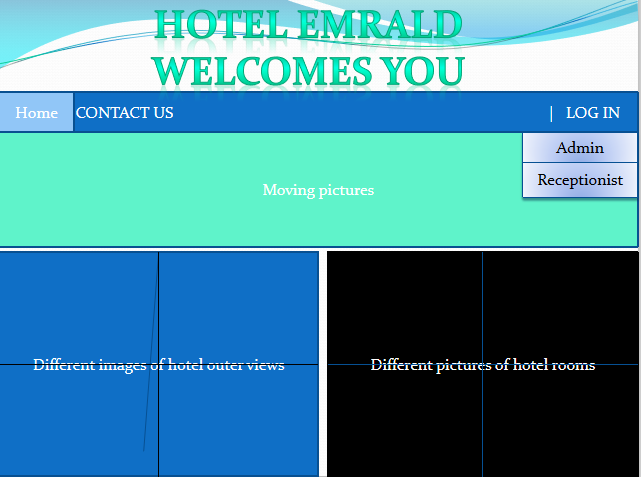 HOTEL EMRALD
WELCOMES YOU
Home CONTACT US | LOG IN
Admin
Receptionist
Moving pictures
Different images of hotel outer views
Different pictures of hotel rooms